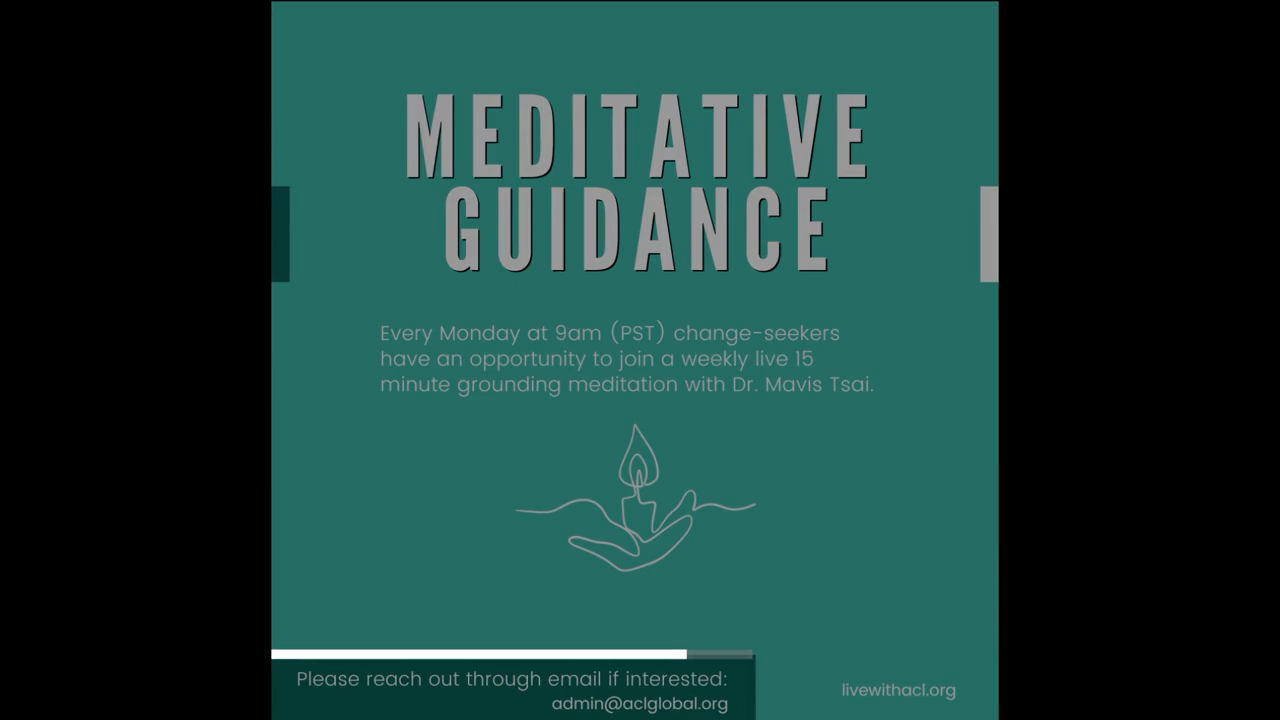 MEDITATIVE
GUIDANCE
Every Monday at 9am (PST) change-seekers
have an opportunity to join a weekly live 15
minute grounding meditation with Dr. Mavis Tsai.
Please reach out through email if interested:
admin@aclglobal.org
livewithacl.org